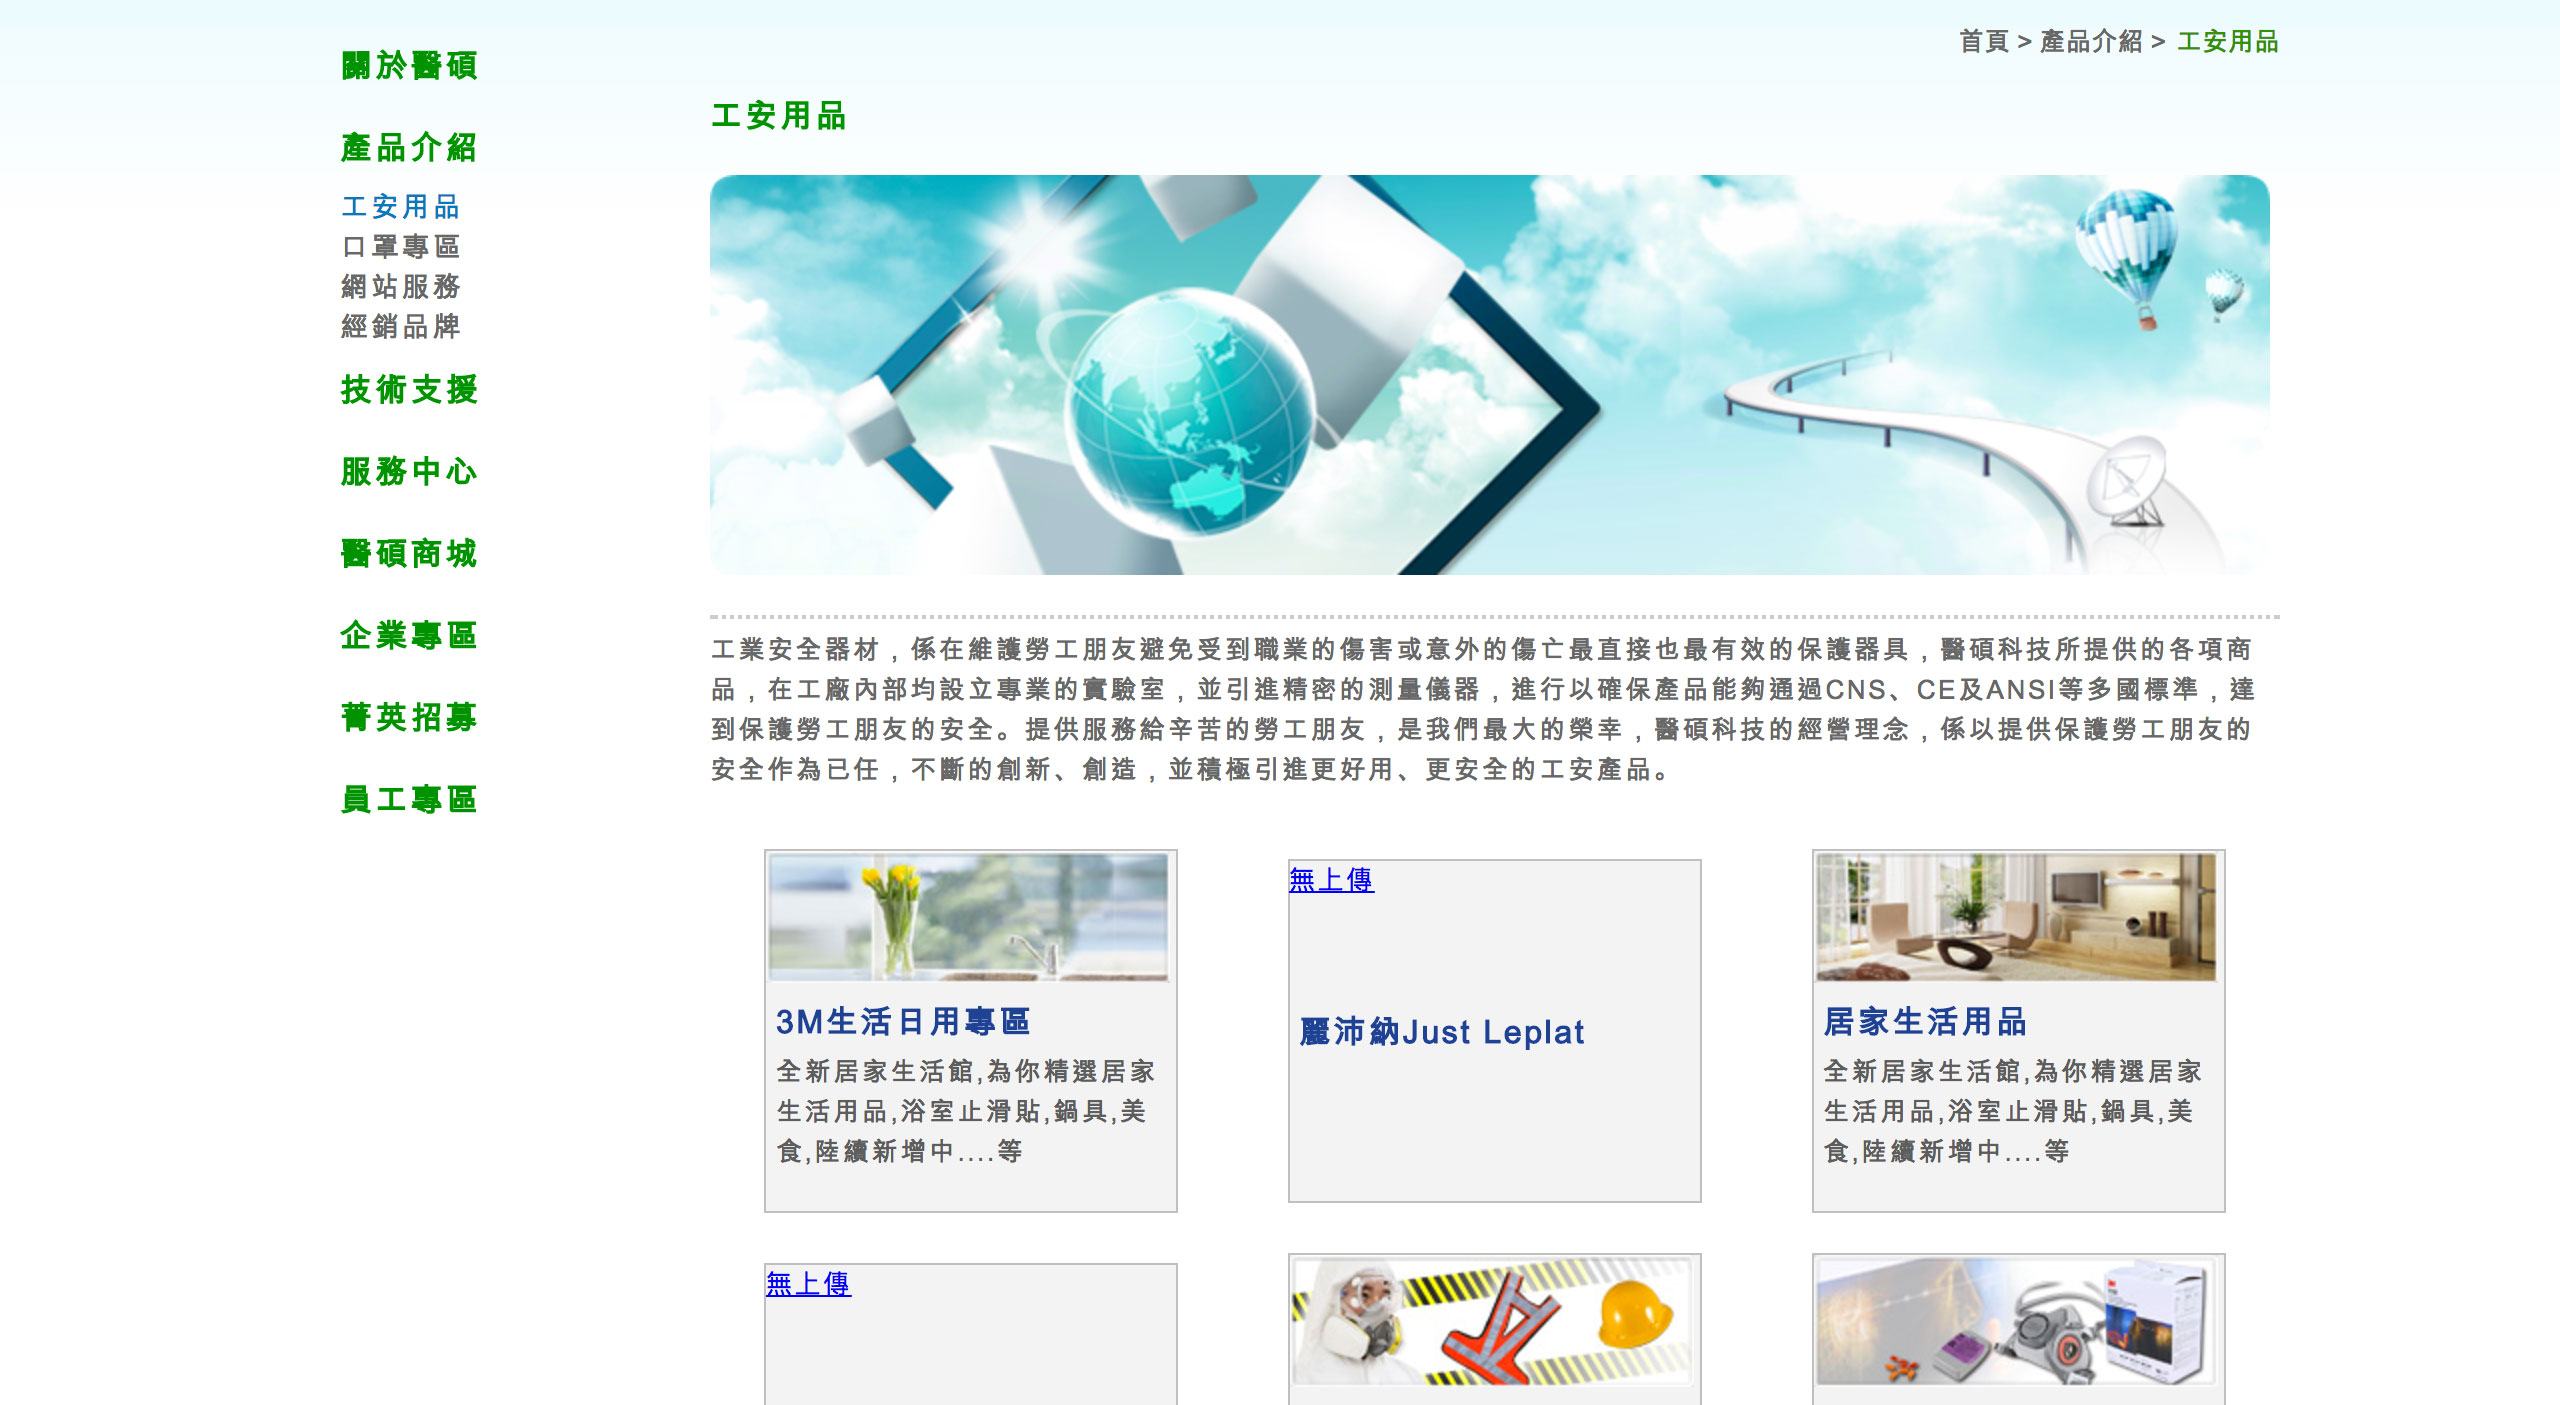 首頁 > 產品介紹 > 工安用品
關於醫碩
產品介紹
工安用品
口罩專區
網站服務
經銷品牌
技術支援
服務中心
醫碩商城
企業專區
菁英招募
員工專區
工安用品
工業安全器材，係在維護勞工朋友避免受到職業的傷害或意外的傷亡最直接也最有效的保護器具，醫碩科技所提供的各項商
品，在工廠內部均設立專業的實驗室，並引進精密的測量儀器，進行以確保產品能夠通過CNS、CE及ANSI等多國標準，達
到保護勞工朋友的安全。提供服務給辛苦的勞工朋友，是我們最大的榮幸，醫碩科技的經營理念，係以提供保護勞工朋友的
安全作為已任，不斷的創新、創造，並積極引進更好用、更安全的工安產品。
3M生活日用專區
全新居家生活館,為你精選居家
生活用品,浴室止滑貼,鍋具,美
食,陸續新增中....等
無上傳
麗沛納Just Leplat
居家生活用品
全新居家生活館,為你精選居家
生活用品,浴室止滑貼,鍋具,美
食,陸續新增中....等
無上傳